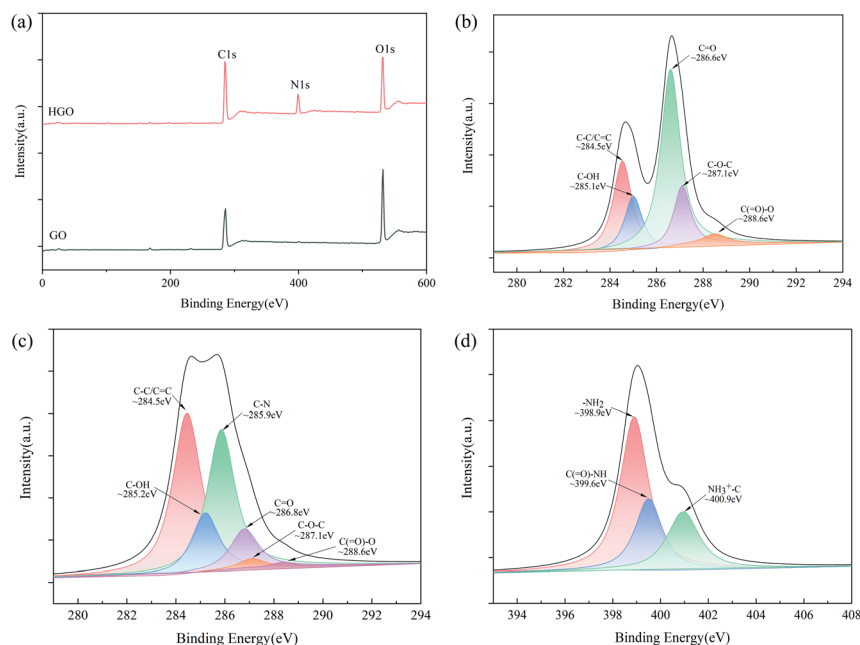 (a)
C1s
N1s
O1s
HGO
GO
Intensity(a.u.)
0
200
400
600
Binding Energy(eV)
(b)
C=O
~286.6eV
C-C/C=C
~284.5eV
C-OH
~285.1eV
C-O-C
~287.1eV
C(=O)-O
~288.6eV
Intensity(a.u.)
280
282
284
286
288
290
292
294
Binding Energy(eV)
(c)
C-C/C=C
~284.5eV
C-N
~285.9eV
C-OH
~285.2eV
C=O
~286.8eV
C-O-C
~287.1eV
C(=O)-O
~288.6eV
Intensity(a.u.)
280
282
284
286
288
290
292
294
Binding Energy(eV)
(d)
-NH₂
~398.9eV
C(=O)-NH
~399.6eV
NH₃⁺-C
~400.9eV
Intensity(a.u.)
394
396
398
400
402
404
406
408
Binding Energy(eV)